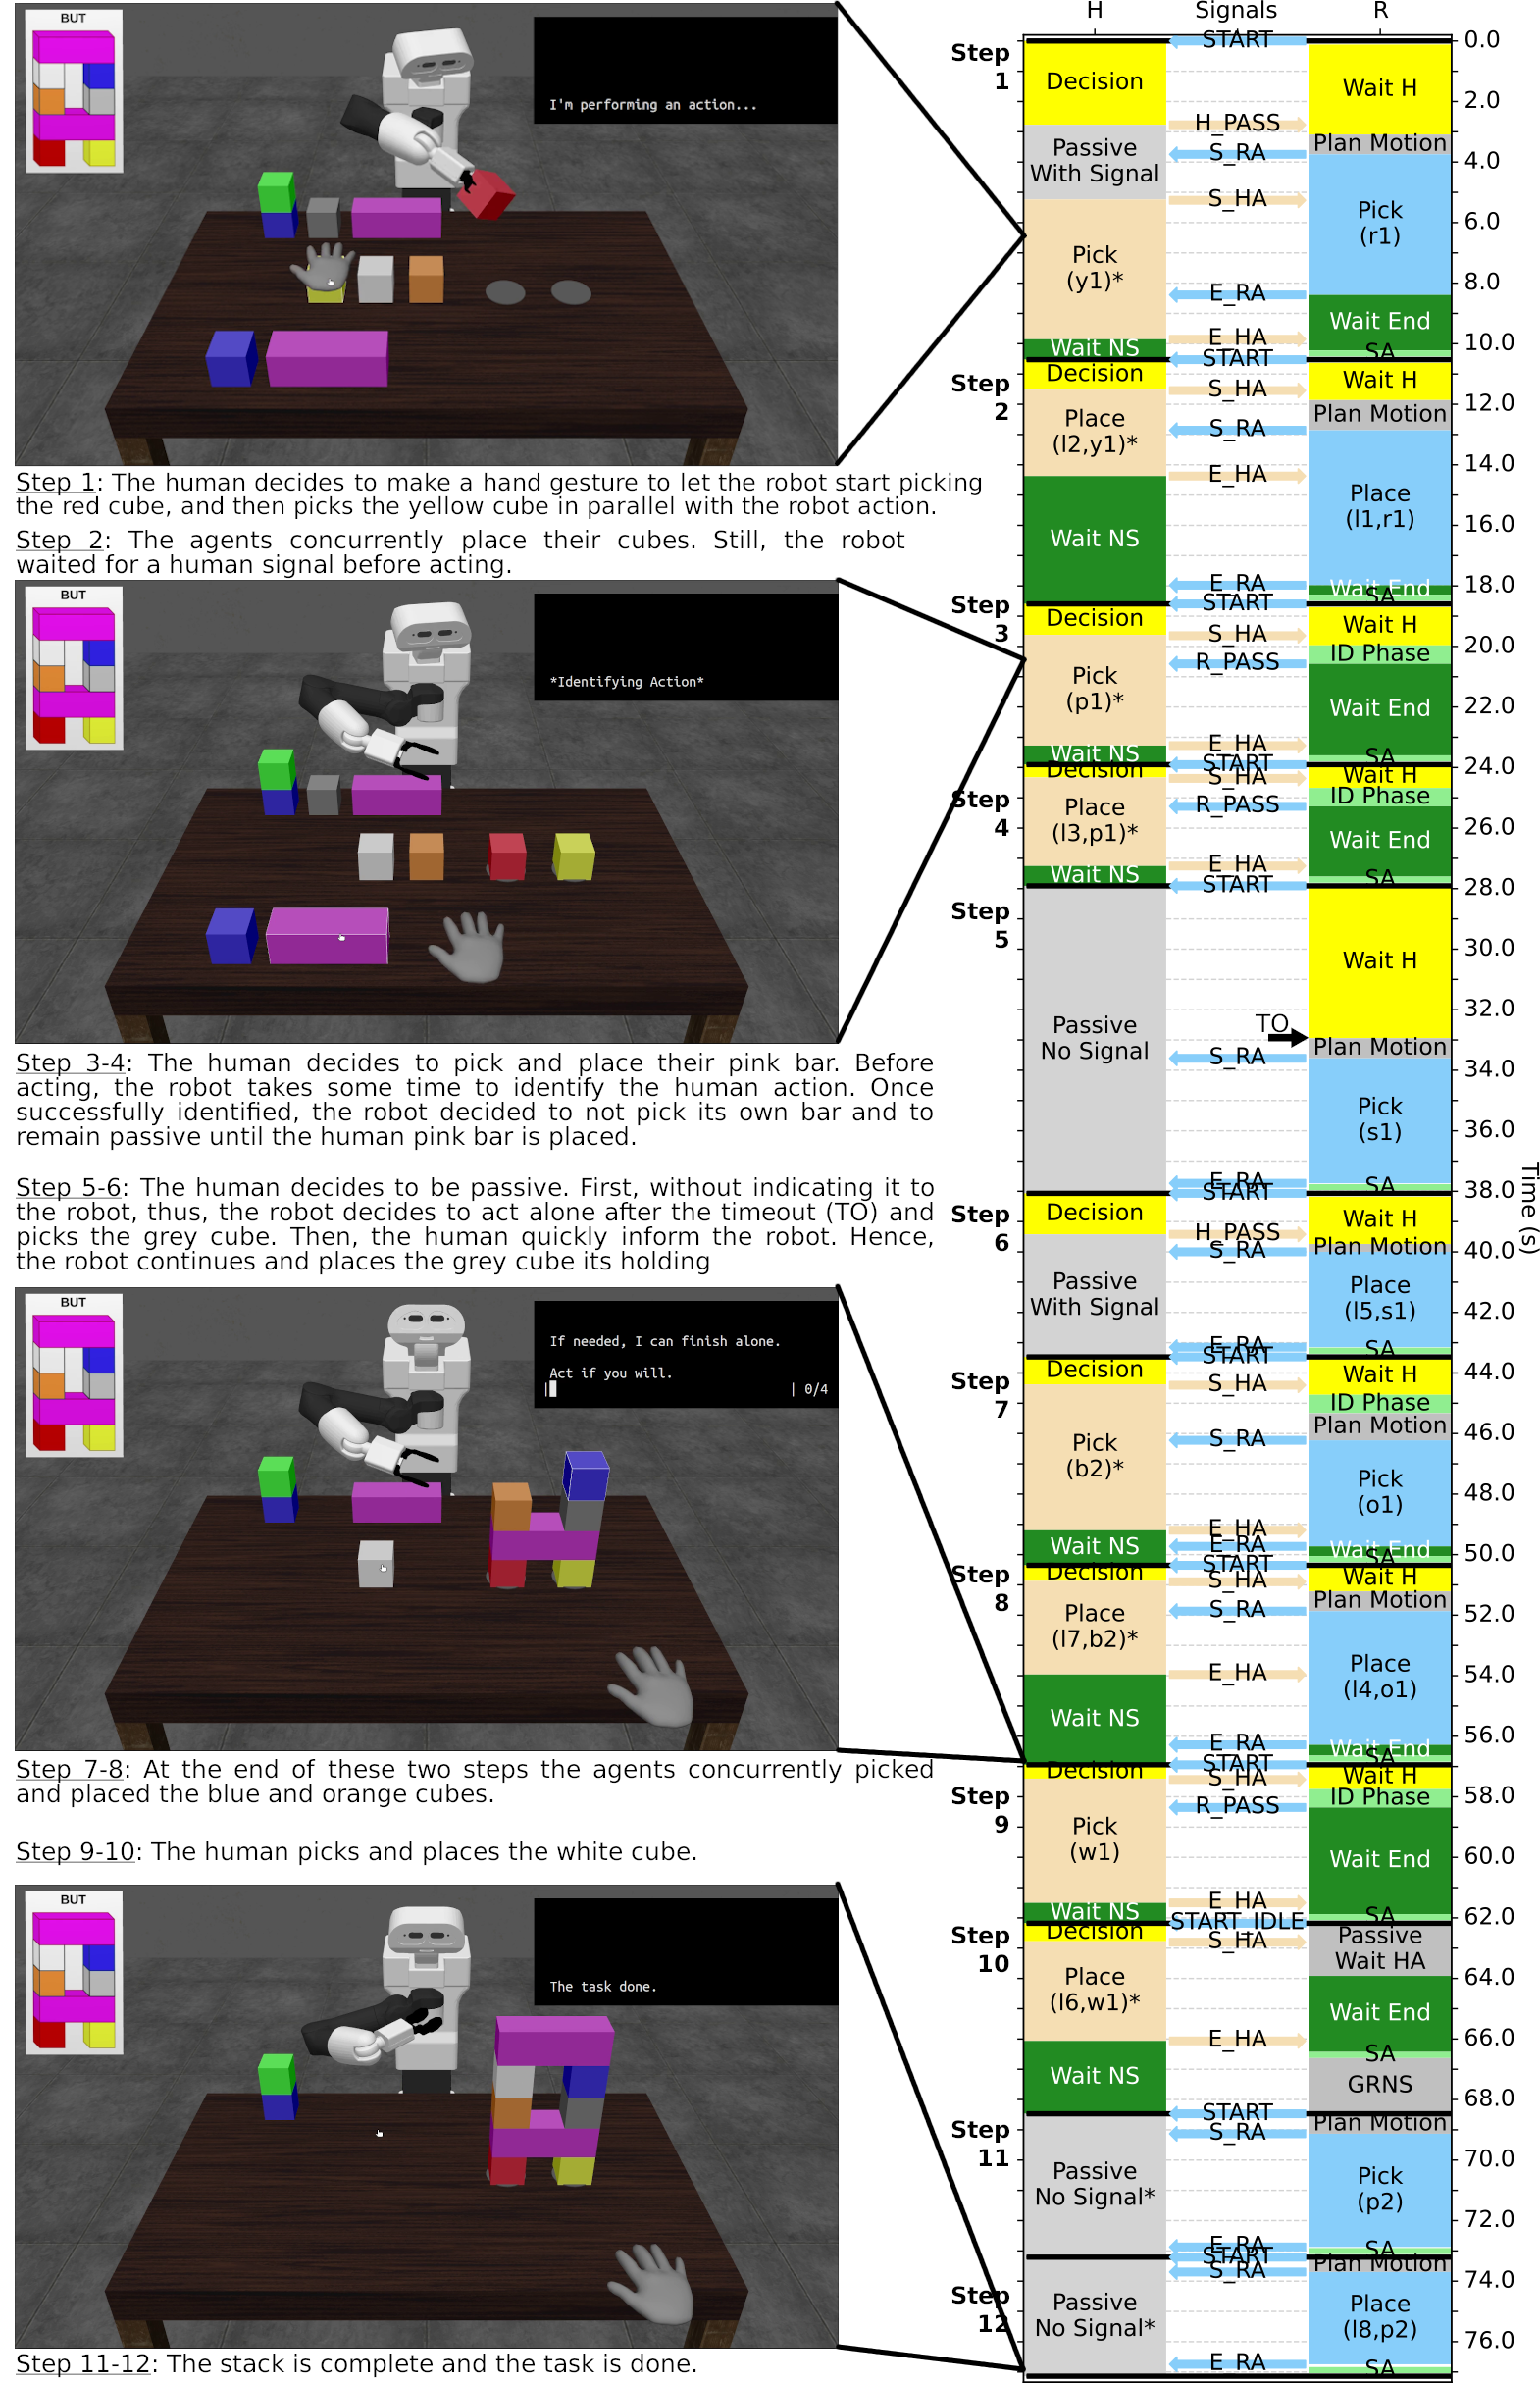 BUT
I'm performing an action...
Step 1: The human decides to make a hand gesture to let the robot start picking
the red cube, and then picks the yellow cube in parallel with the robot action.
Step 2: The agents concurrently place their cubes. Still, the robot
waited for a human signal before acting.
BUT
*Identifying Action*
Step 3-4: The human decides to pick and place their pink bar. Before
acting, the robot takes some time to identify the human action. Once
successfully identified, the robot decided to not pick its own bar and to
remain passive until the human pink bar is placed.
Step 5-6: The human decides to be passive. First, without indicating it to
the robot, thus, the robot decides to act alone after the timeout (TO) and
picks the grey cube. Then, the human quickly inform the robot. Hence,
the robot continues and places the grey cube its holding
BUT
If needed, I can finish alone.
Act if you will.
| | 0/4
Step 7-8: At the end of these two steps the agents concurrently picked
and placed the blue and orange cubes.
Step 9-10: The human picks and places the white cube.
BUT
The task done.
Step 11-12: The stack is complete and the task is done.
H Signals R
Step
1
Decision
Passive
With Signal
Pick
(y1)*
Wait NS
START
H_PASS
S_RA
S_HA
E_RA
E_HA
Wait H
Plan Motion
Pick
(r1)
Wait End
SA
Step
2
Decision
Place
(l2,y1)*
Wait NS
START
S_HA
S_RA
E_HA
E_RA
Wait H
Plan Motion
Place
(l1,r1)
Wait End
SA
Step
3
Decision
Pick
(p1)*
Wait NS
START
S_HA
R_PASS
E_HA
Wait H
ID Phase
Wait End
SA
Step
4
Decision
Place
(l3,p1)*
Wait NS
START
S_HA
R_PASS
E_HA
Wait H
ID Phase
Wait End
SA
Step
5
Passive
No Signal
START
TO
S_RA
E_RA
Wait H
Plan Motion
Pick
(s1)
SA
Step
6
Decision
Passive
With Signal
START
H_PASS
S_RA
E_RA
Wait H
Plan Motion
Place
(l5,s1)
SA
Step
7
Decision
Pick
(b2)*
Wait NS
START
S_HA
S_RA
E_HA
E_RA
Wait H
ID Phase
Plan Motion
Pick
(o1)
Wait End
SA
Step
8
Decision
Place
(l7,b2)*
Wait NS
START
S_HA
S_RA
E_HA
E_RA
Wait H
Plan Motion
Place
(l4,o1)
Wait End
SA
Step
9
Decision
Pick
(w1)
Wait NS
START
S_HA
R_PASS
E_HA
Wait H
ID Phase
Wait End
SA
Step
10
Decision
Place
(l6,w1)*
Wait NS
START_IDLE
S_HA
E_HA
Passive
Wait HA
Wait End
SA
GRNS
Step
11
Passive
No Signal*
START
S_RA
E_RA
Plan Motion
Pick
(p2)
SA
Step
12
Passive
No Signal*
START
S_RA
E_RA
Plan Motion
Place
(l8,p2)
SA
0.0
2.0
4.0
6.0
8.0
10.0
12.0
14.0
16.0
18.0
20.0
22.0
24.0
26.0
28.0
30.0
32.0
34.0
36.0
38.0
40.0
42.0
44.0
46.0
48.0
50.0
52.0
54.0
56.0
58.0
60.0
62.0
64.0
66.0
68.0
70.0
72.0
74.0
76.0
Time (s)